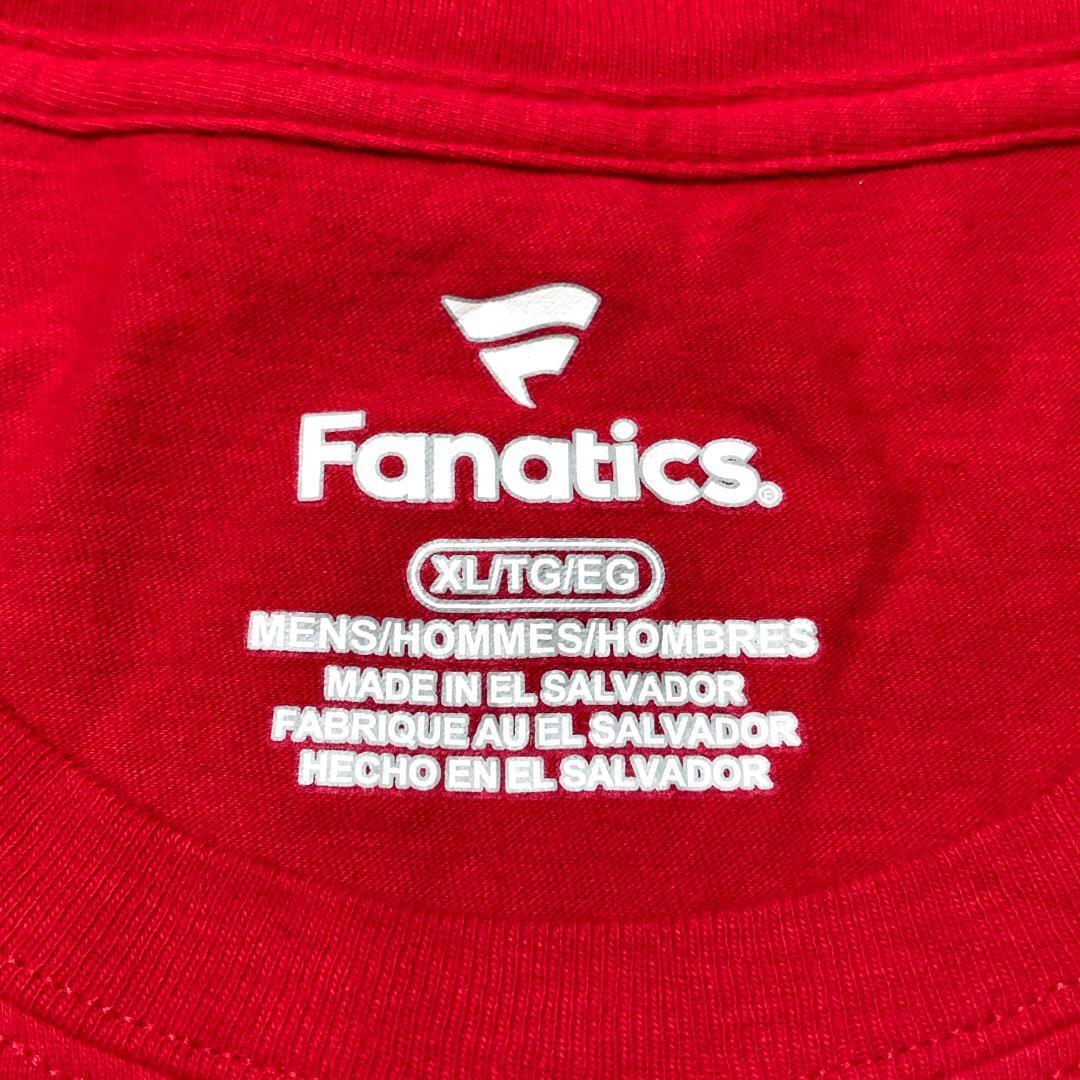 Fanatics.®
XL/TG/EG
MENS/HOMMES/HOMBRES
MADE IN EL SALVADOR
FABRIQUE AU EL SALVADOR
HECHO EN EL SALVADOR